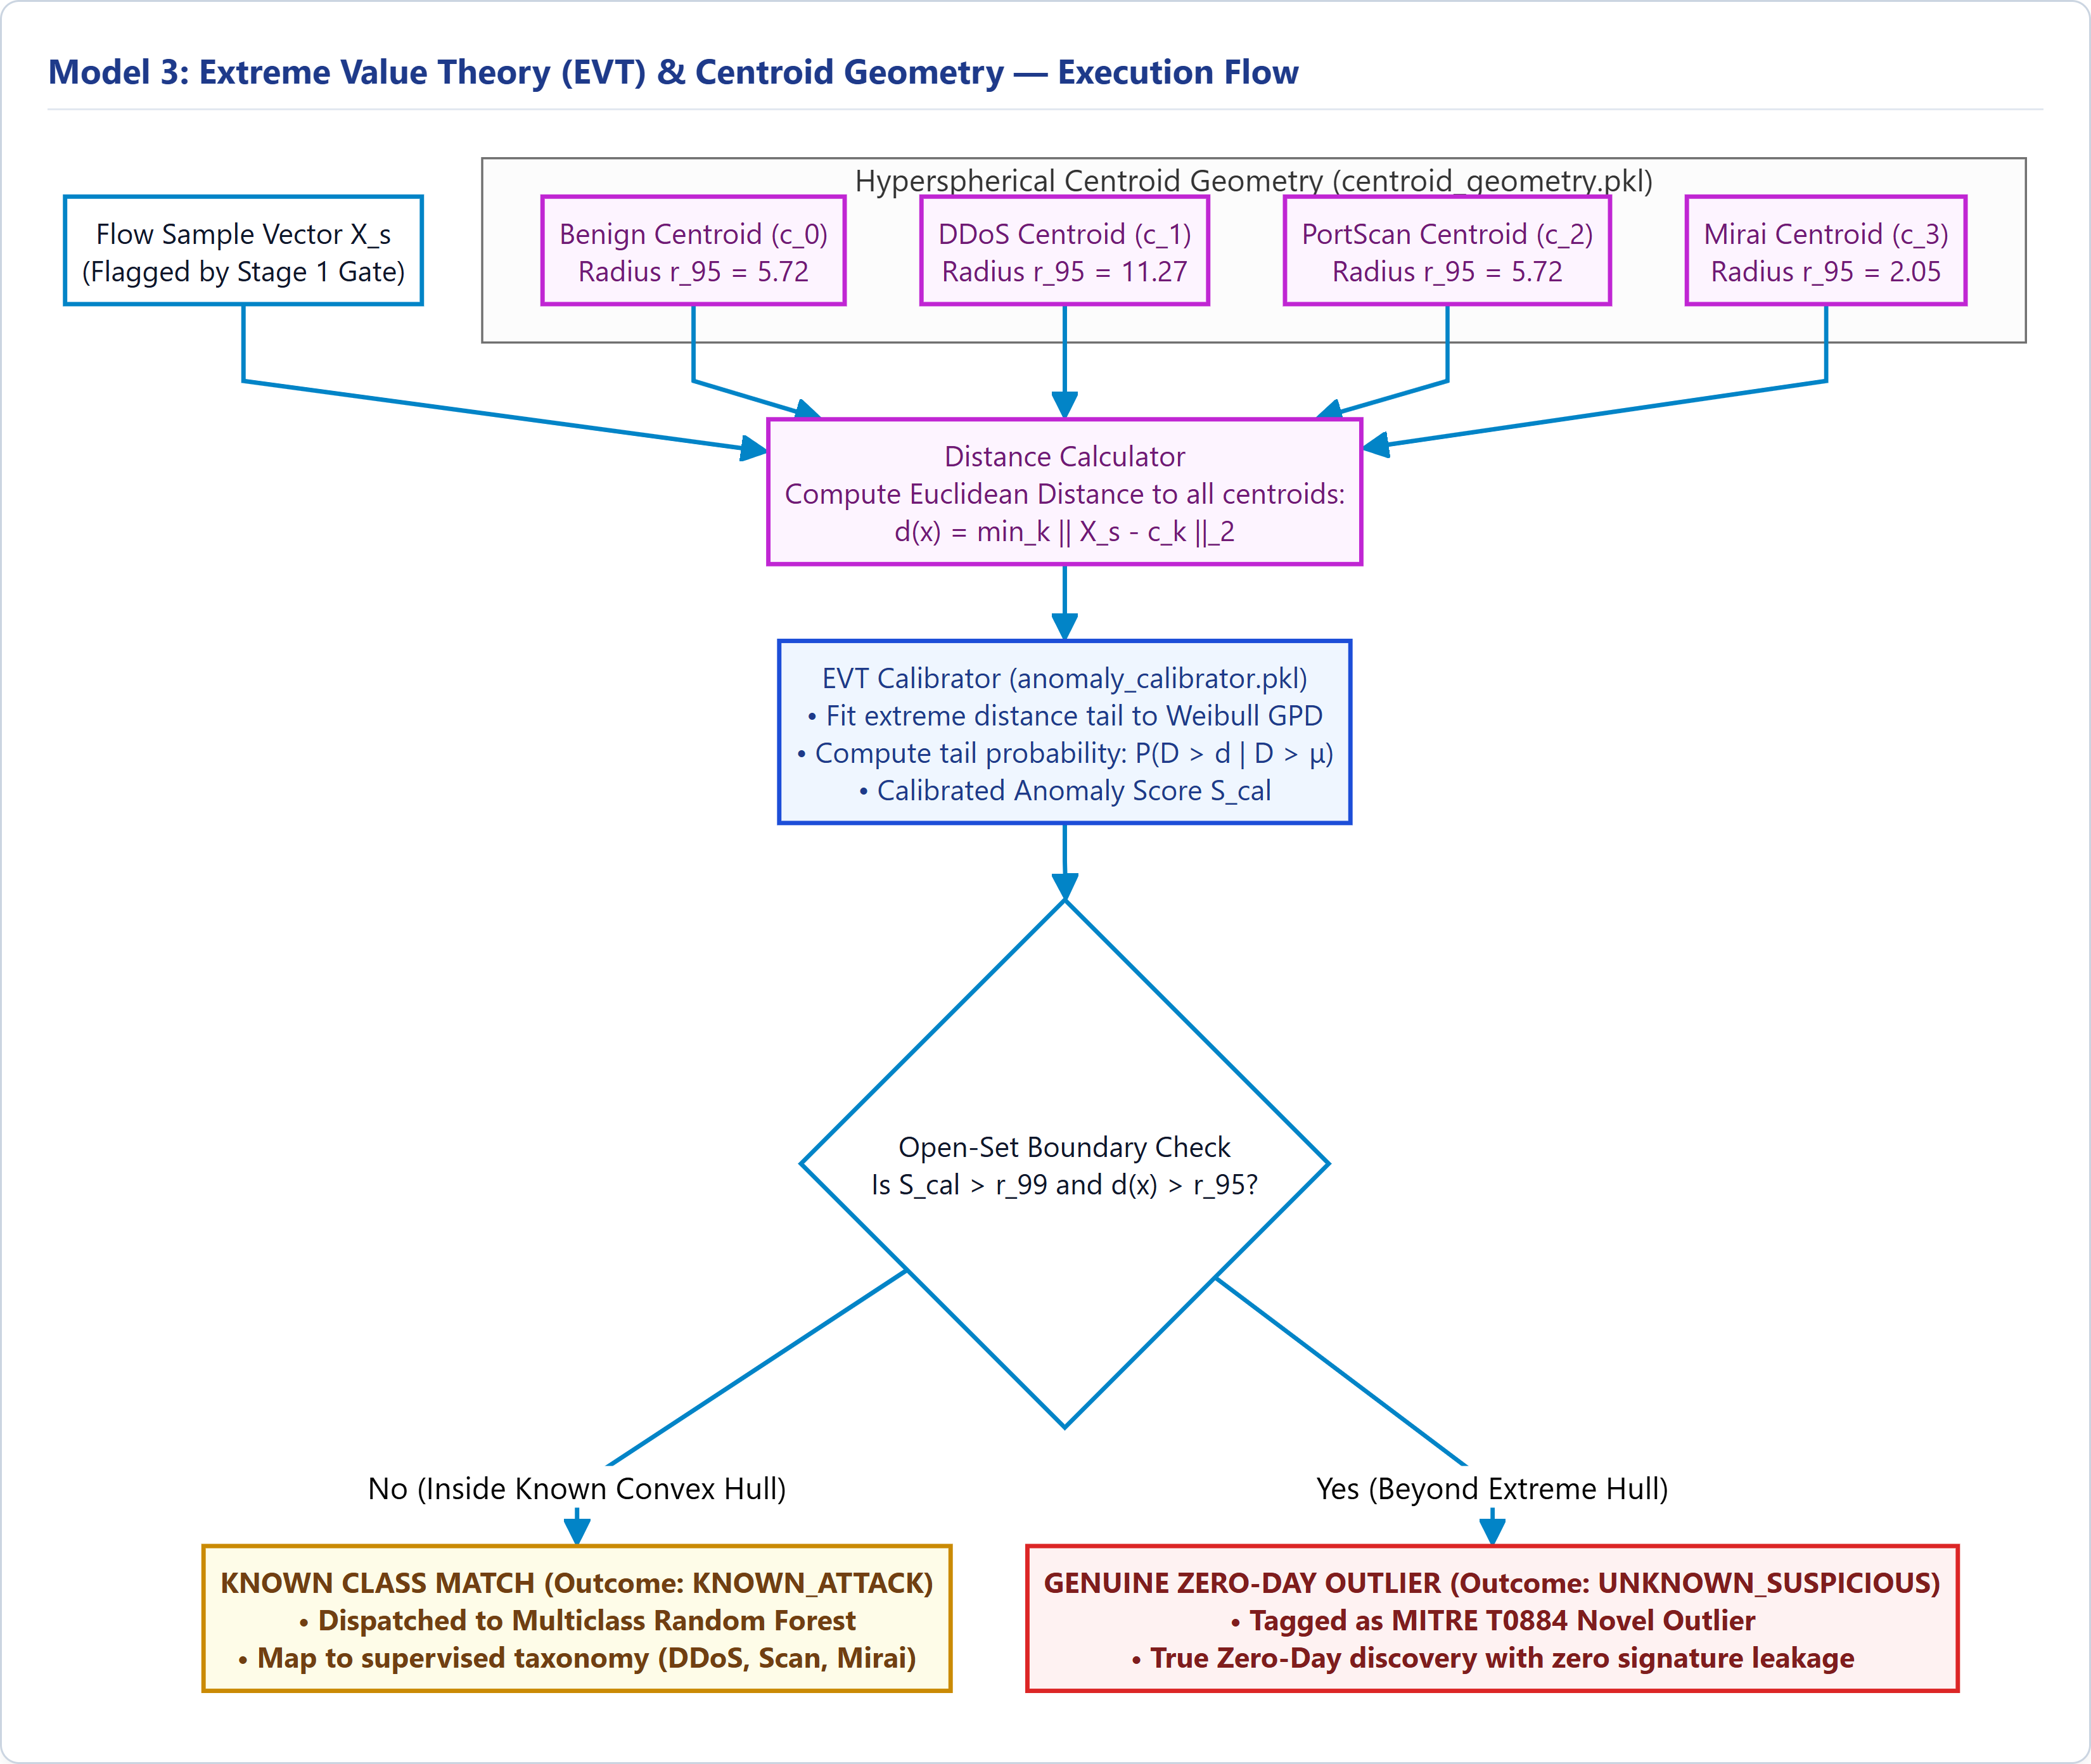 Model 3: Extreme Value Theory (EVT) & Centroid Geometry — Execution Flow
Hyperspherical Centroid Geometry (centroid_geometry.pkl)
Flow Sample Vector X_s
(Flagged by Stage 1 Gate)
Benign Centroid (c_0)
Radius r_95 = 5.72
DDoS Centroid (c_1)
Radius r_95 = 11.27
PortScan Centroid (c_2)
Radius r_95 = 5.72
Mirai Centroid (c_3)
Radius r_95 = 2.05
Distance Calculator
Compute Euclidean Distance to all centroids:
d(x) = min_k || X_s - c_k ||_2
EVT Calibrator (anomaly_calibrator.pkl)
• Fit extreme distance tail to Weibull GPD
• Compute tail probability: P(D > d | D > μ)
• Calibrated Anomaly Score S_cal
Open-Set Boundary Check
Is S_cal > r_99 and d(x) > r_95?
No (Inside Known Convex Hull)
Yes (Beyond Extreme Hull)
KNOWN CLASS MATCH (Outcome: KNOWN_ATTACK)
• Dispatched to Multiclass Random Forest
• Map to supervised taxonomy (DDoS, Scan, Mirai)
GENUINE ZERO-DAY OUTLIER (Outcome: UNKNOWN_SUSPICIOUS)
• Tagged as MITRE T0884 Novel Outlier
• True Zero-Day discovery with zero signature leakage